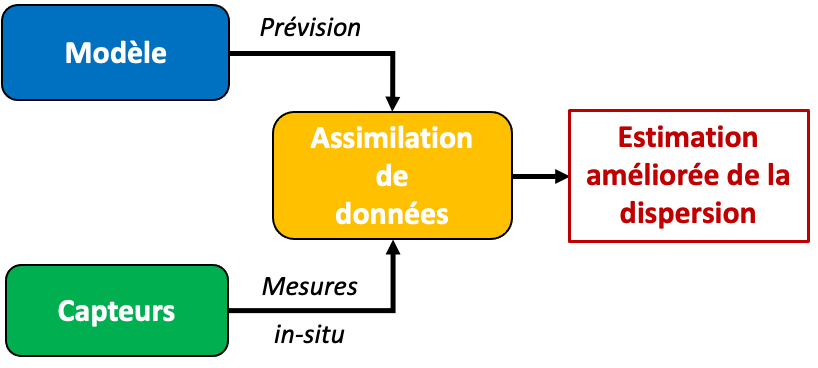 Modèle
Prévision
Assimilation
de
données
Estimation
améliorée de la
dispersion
Capteurs
Mesures
in-situ